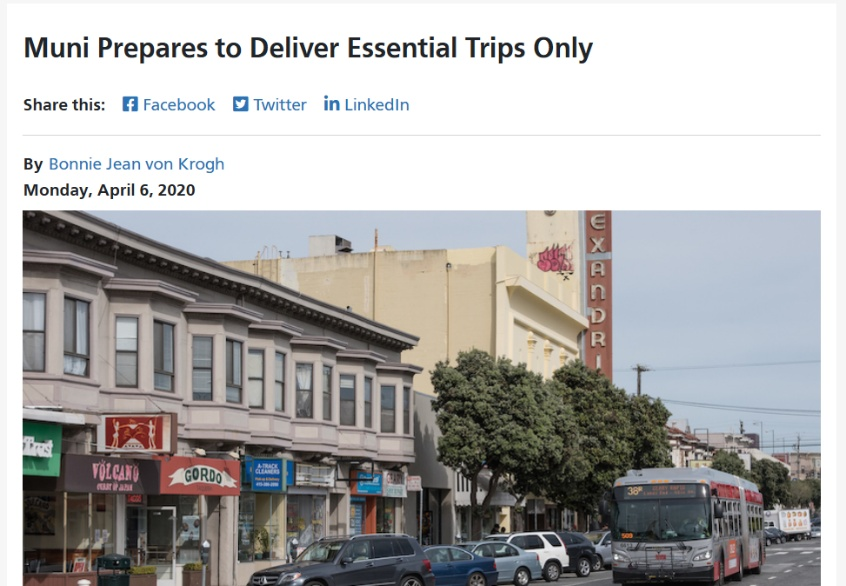 Muni Prepares to Deliver Essential Trips Only
Share this: Facebook Twitter LinkedIn
By Bonnie Jean von Krogh
Monday, April 6, 2020
EXANDRI
VOLCANO
GORDO
A-TRACK
CLEANERS
38R